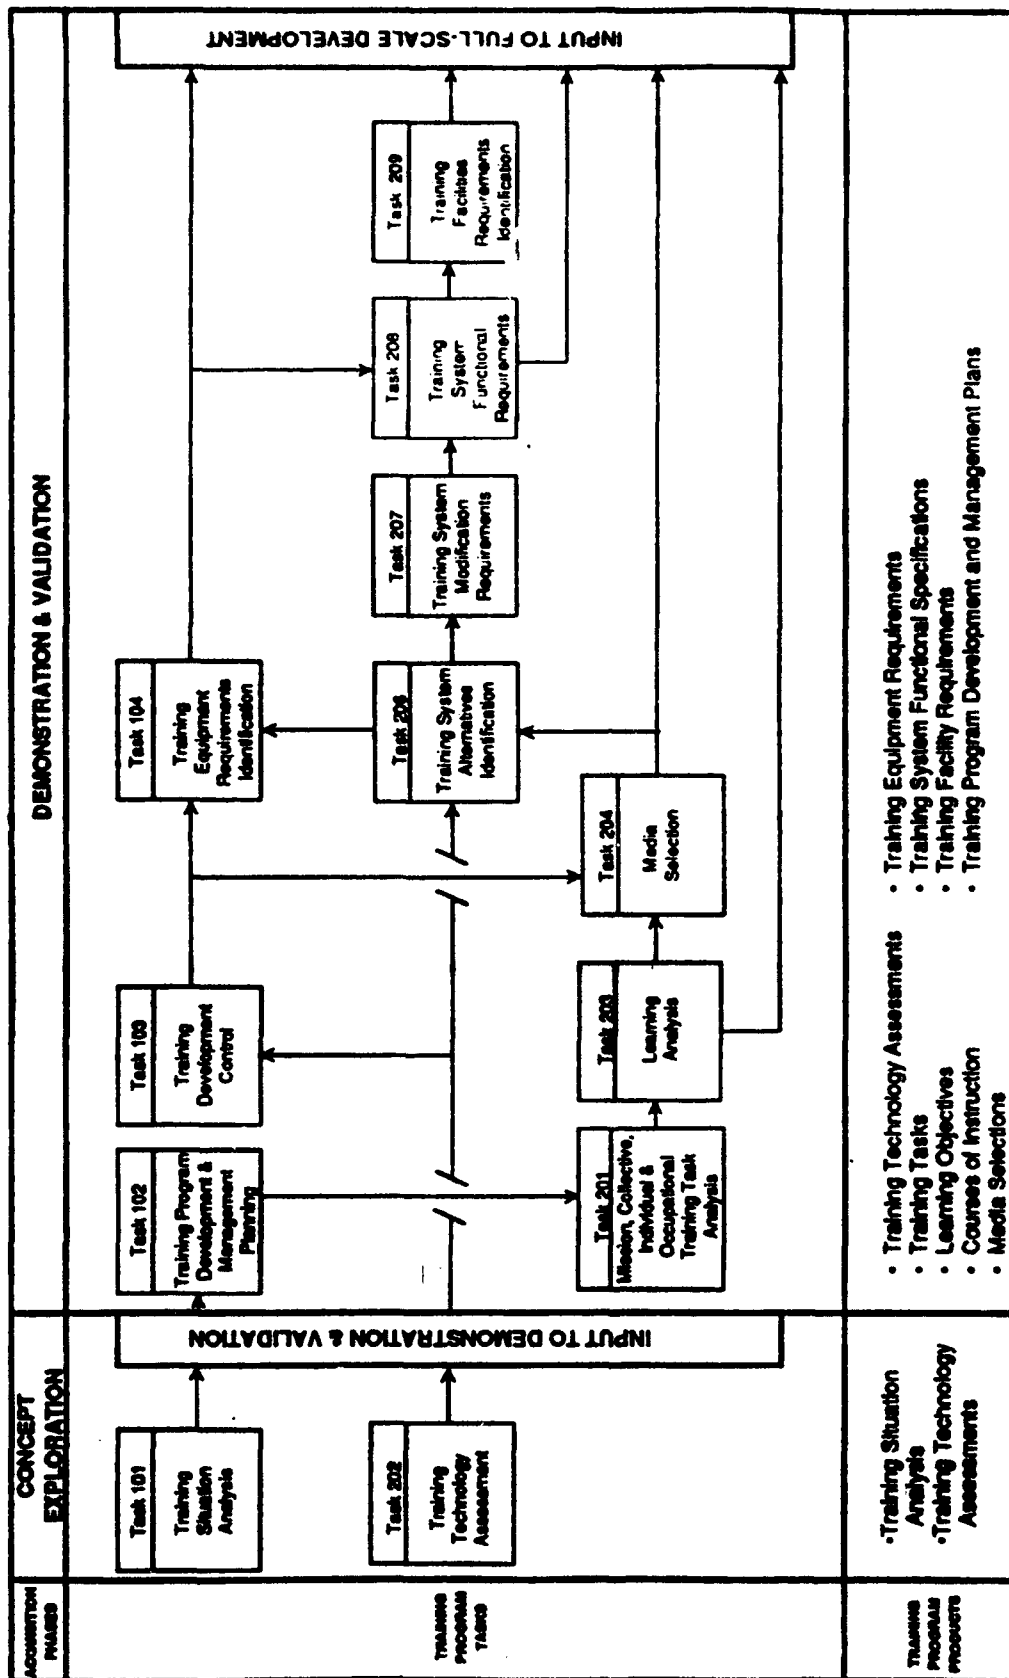 ACQUISITION
PHASES
CONCEPT
EXPLORATION
DEMONSTRATION & VALIDATION
TRAINING
PROGRAM
TASKS
Task 101
Training
Situation
Analysis
Task 202
Training
Technology
Assessment
INPUT TO DEMONSTRATION & VALIDATION
Task 102
Training Program
Development &
Management
Planning
Task 103
Training
Development
Control
Task 104
Training
Equipment
Requirements
Identification
Task 201
Mission, Collective,
Individual &
Occupational
Training Task
Analysis
Task 203
Learning
Analysis
Task 204
Media
Selection
Task 206
Training System
Alternatives
Identification
Task 207
Training System
Modification
Requirements
Task 208
Training
System
Functional
Requirements
Task 209
Training
Facilities
Requirements
Identification
INPUT TO FULL-SCALE DEVELOPMENT
TRAINING
PROGRAM
PRODUCTS
•Training Situation
Analysis
•Training Technology
Assessments
• Training Technology Assessments
• Training Tasks
• Learning Objectives
• Courses of Instruction
• Media Selections
• Training Equipment Requirements
• Training System Functional Specifications
• Training Facility Requirements
• Training Program Development and Management Plans